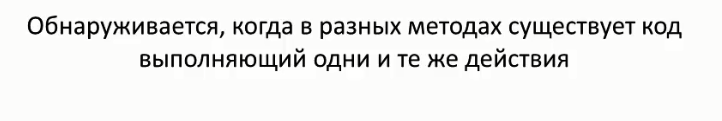 Обнаруживается, когда в разных методах существует код
выполняющий одни и те же действия